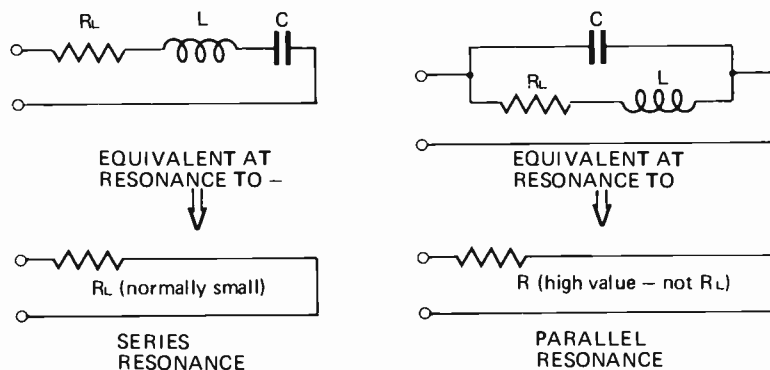 RL L C
EQUIVALENT AT
RESONANCE TO –
RL (normally small)
SERIES
RESONANCE
C
RL L
EQUIVALENT AT
RESONANCE TO
R (high value – not RL)
PARALLEL
RESONANCE